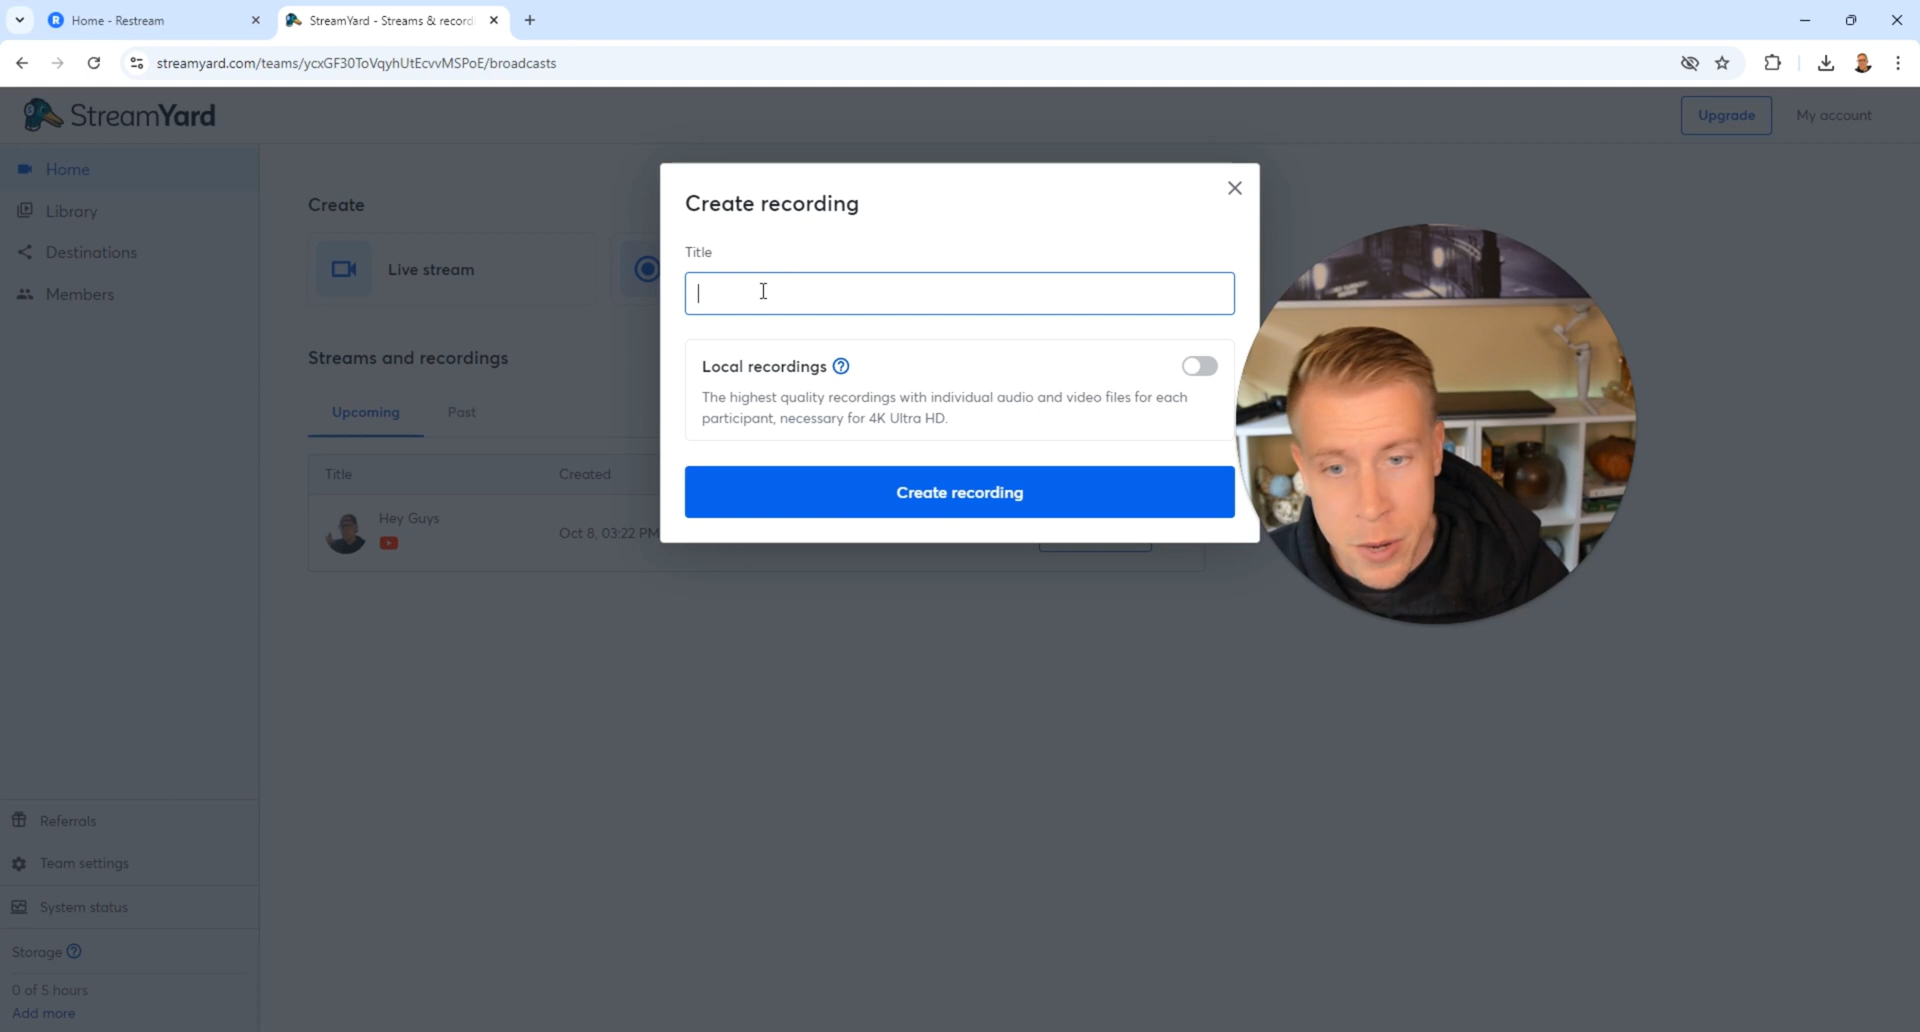 Home - Restream
StreamYard - Streams & record
streamyard.com/teams/ycxGF30ToVqyhUtEcvvMSPoE/broadcasts
StreamYard
Upgrade
My account
Home
Library
Destinations
Members
Create
Live stream
Streams and recordings
Upcoming
Past
Title
Created
Hey Guys
Oct 8, 03:22 PM
Create recording
Title
Local recordings
The highest quality recordings with individual audio and video files for each
participant, necessary for 4K Ultra HD.
Create recording
Referrals
Team settings
System status
Storage
0 of 5 hours
Add more